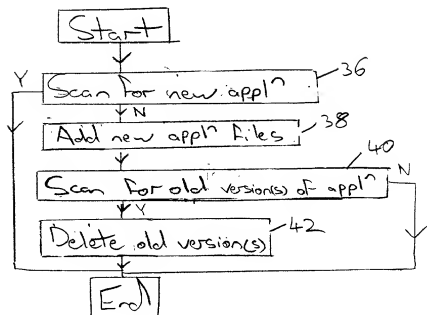 Start
Y
Scan for new applⁿ
36
N
Add new applⁿ files
38
40
Scan for old version(s) of applⁿ
N
Y
Delete old version(s)
42
End